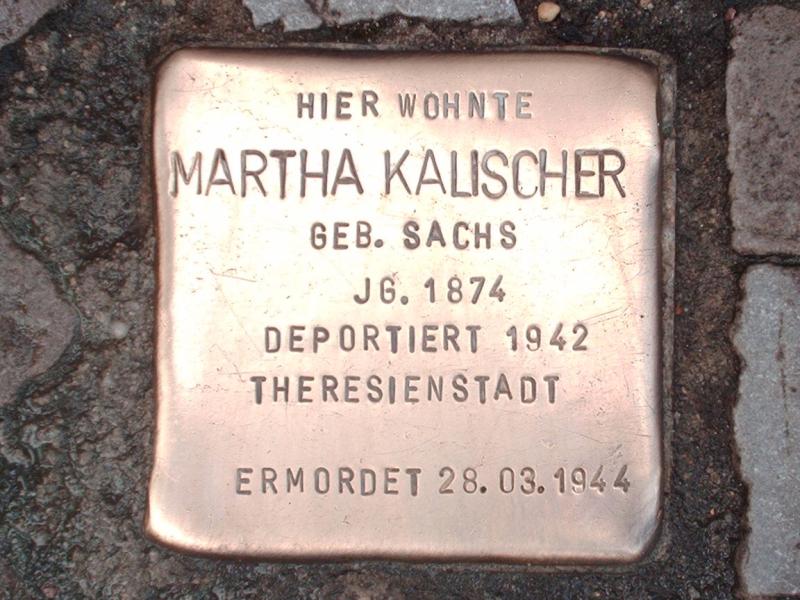 HIER WOHNTE
MARTHA KALISCHER
GEB. SACHS
JG. 1874
DEPORTIERT 1942
THERESIENSTADT
ERMORDET 28.03.1944